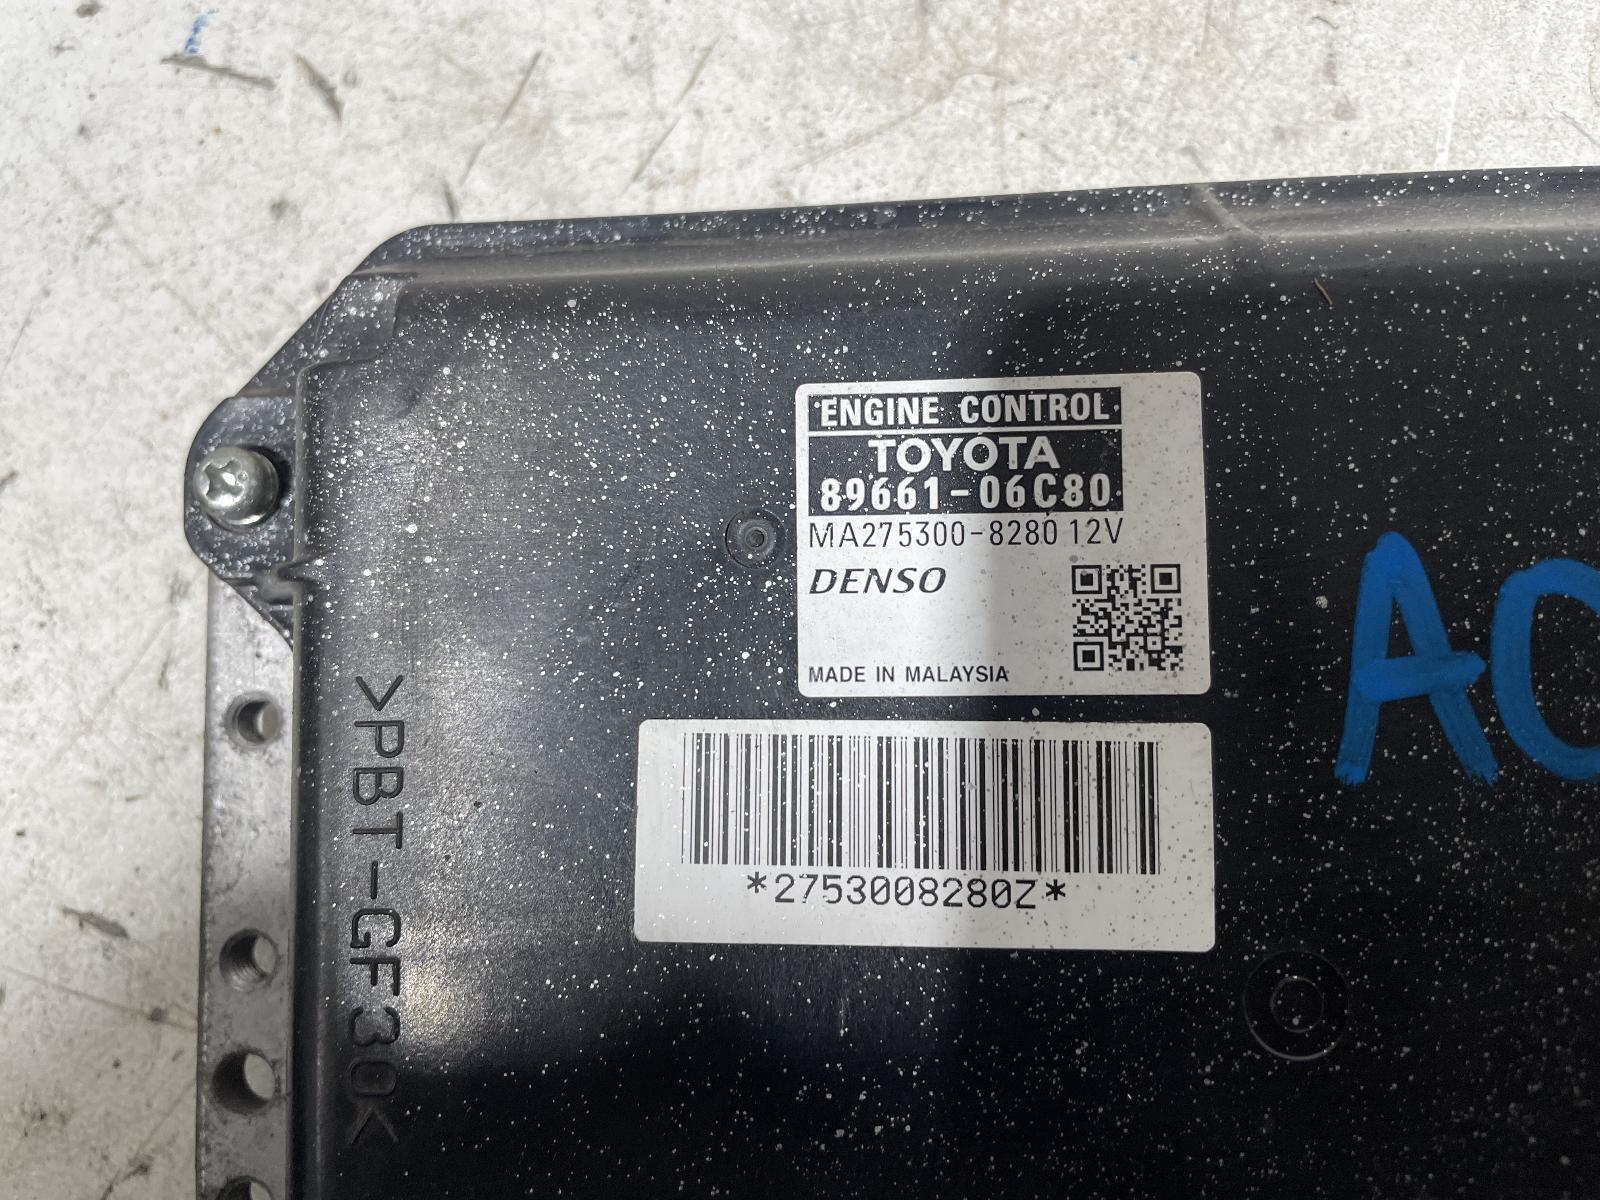 ENGINE CONTROL
TOYOTA
89661-06C80
MA275300-8280 12V
DENSO
MADE IN MALAYSIA
*2753008280Z*
>PBT-GF30<